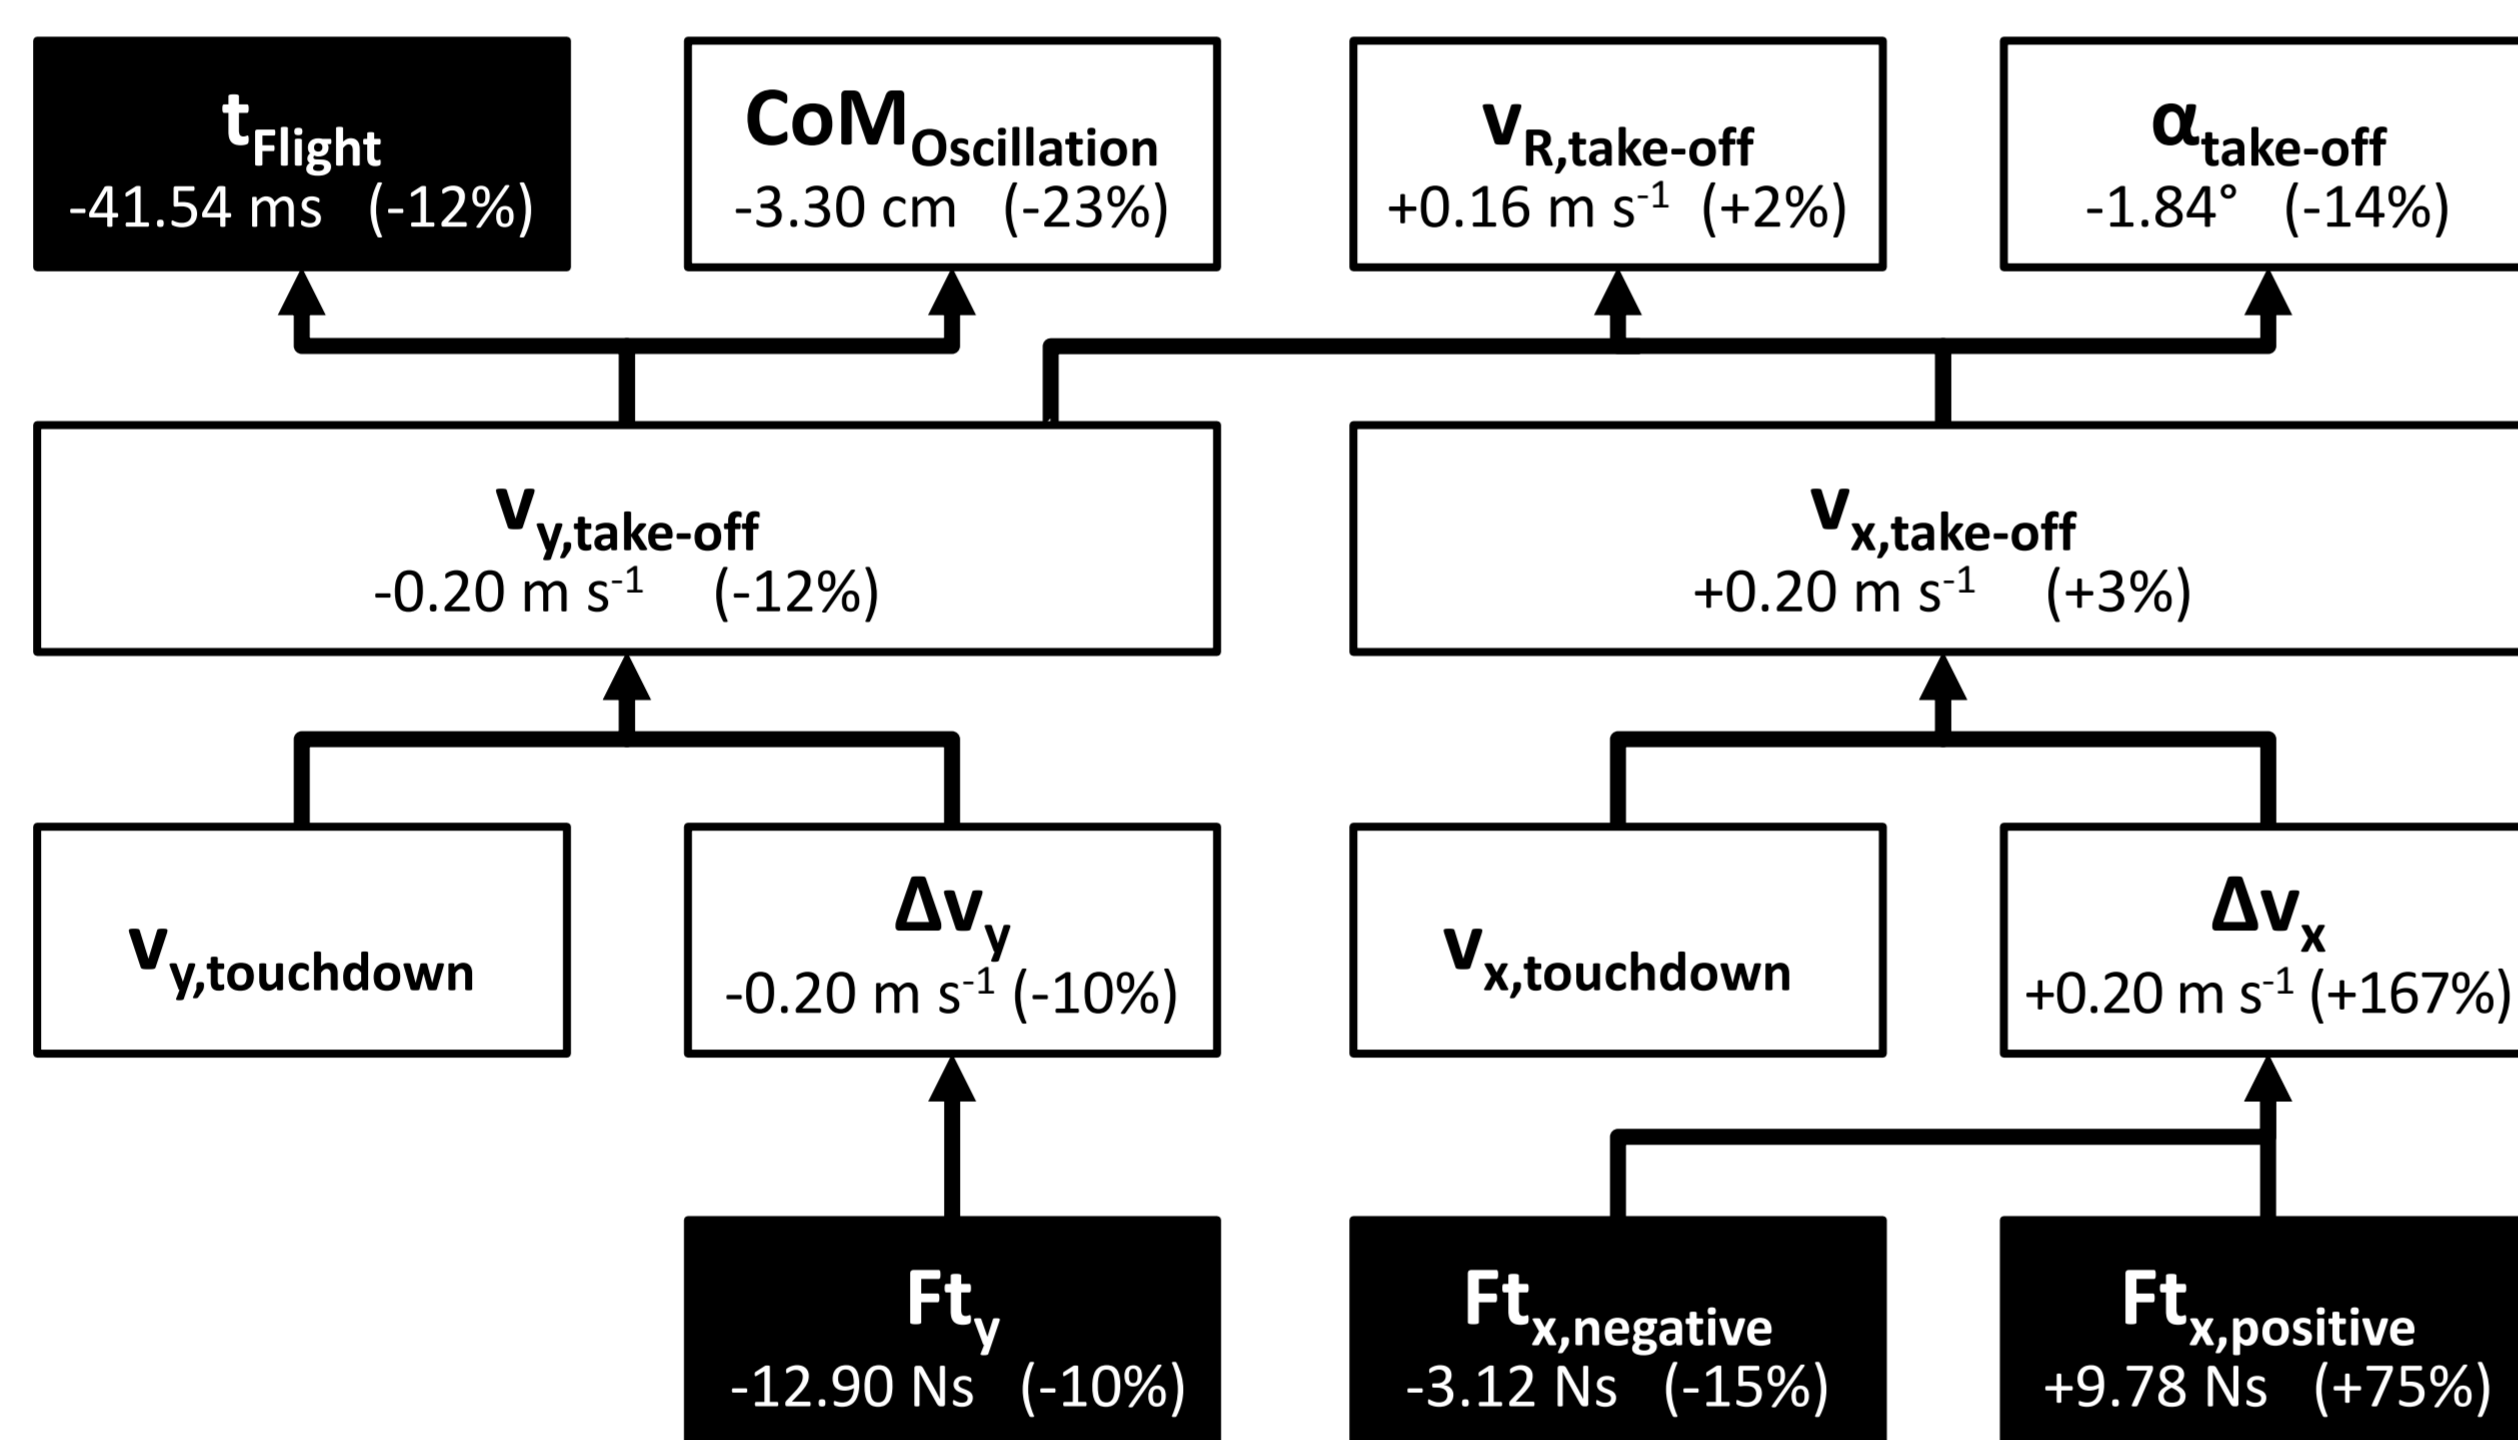 tFlight
-41.54 ms (-12%)
CoMOscillation
-3.30 cm (-23%)
vR,take-off
+0.16 m s-1 (+2%)
αtake-off
-1.84° (-14%)
vy,take-off
-0.20 m s-1 (-12%)
vx,take-off
+0.20 m s-1 (+3%)
vy,touchdown
Δvy
-0.20 m s-1 (-10%)
vx,touchdown
Δvx
+0.20 m s-1 (+167%)
Fty
-12.90 Ns (-10%)
Ftx,negative
-3.12 Ns (-15%)
Ftx,positive
+9.78 Ns (+75%)